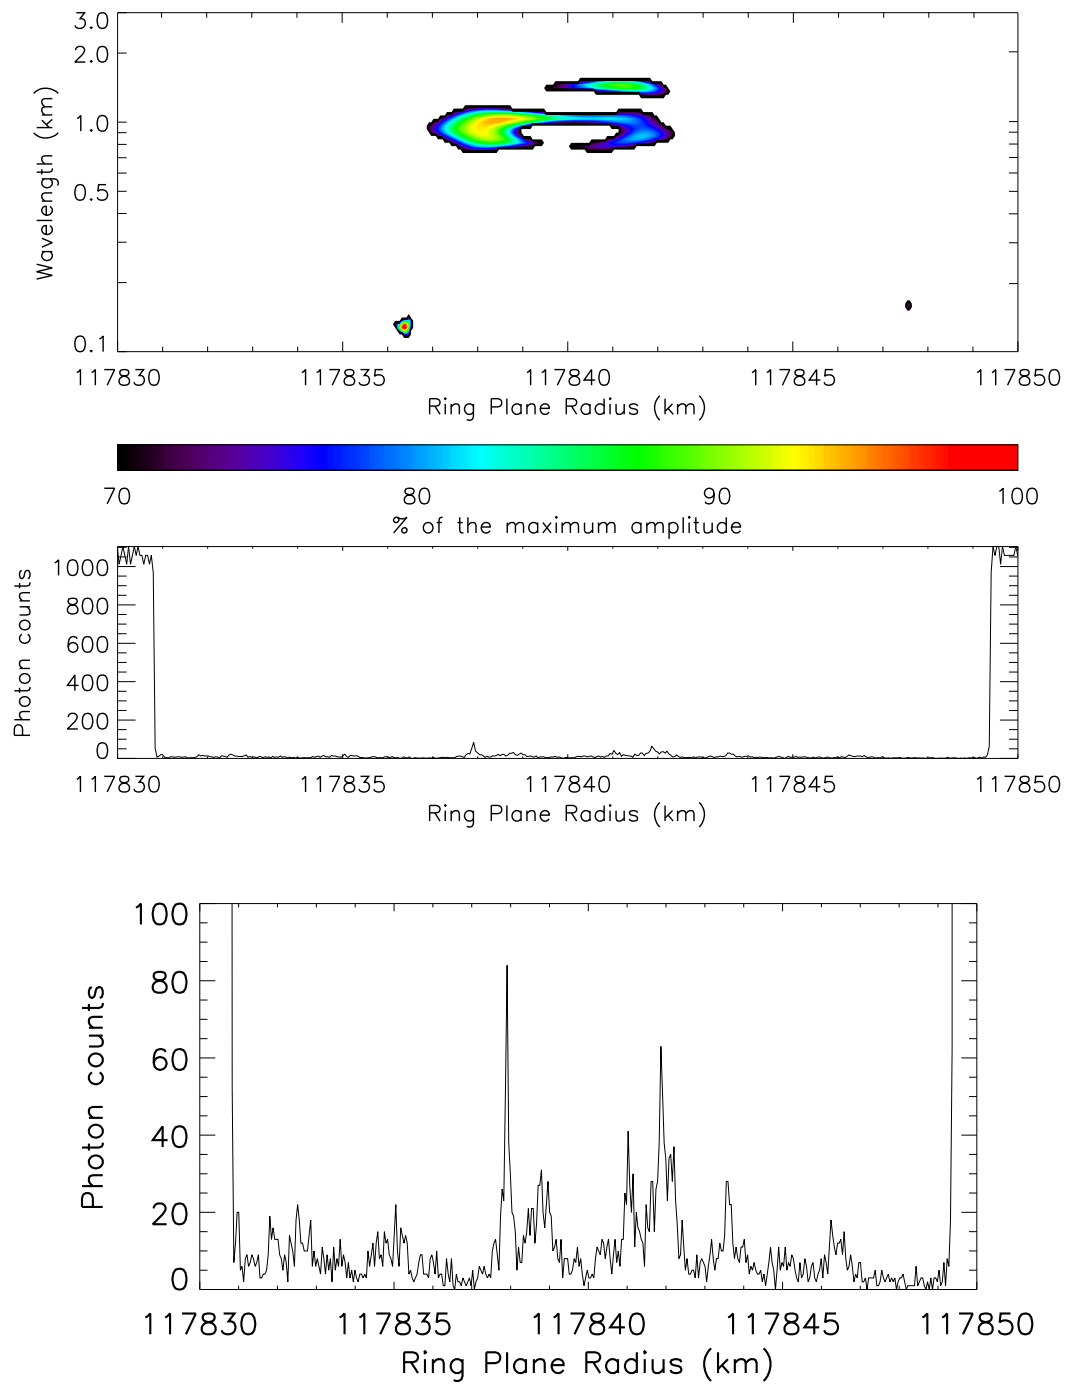 3.0
2.0
1.0
0.5
0.1
Wavelength (km)
117830 117835 117840 117845 117850
Ring Plane Radius (km)
70 80 90 100
% of the maximum amplitude
1000
800
600
400
200
0
Photon counts
117830 117835 117840 117845 117850
Ring Plane Radius (km)
100
80
60
40
20
0
Photon counts
117830 117835 117840 117845 117850
Ring Plane Radius (km)